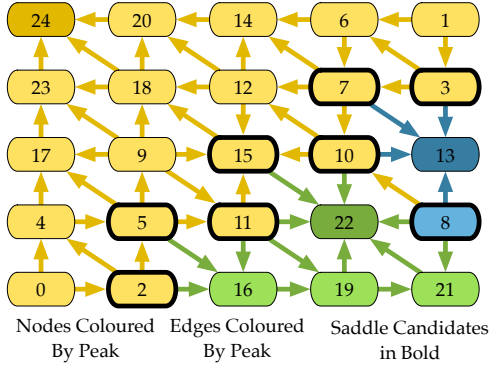 24 20 14 6 1
23 18 12 7 3
17 9 15 10 13
4 5 11 22 8
0 2 16 19 21
Nodes Coloured Edges Coloured Saddle Candidates
By Peak By Peak in Bold